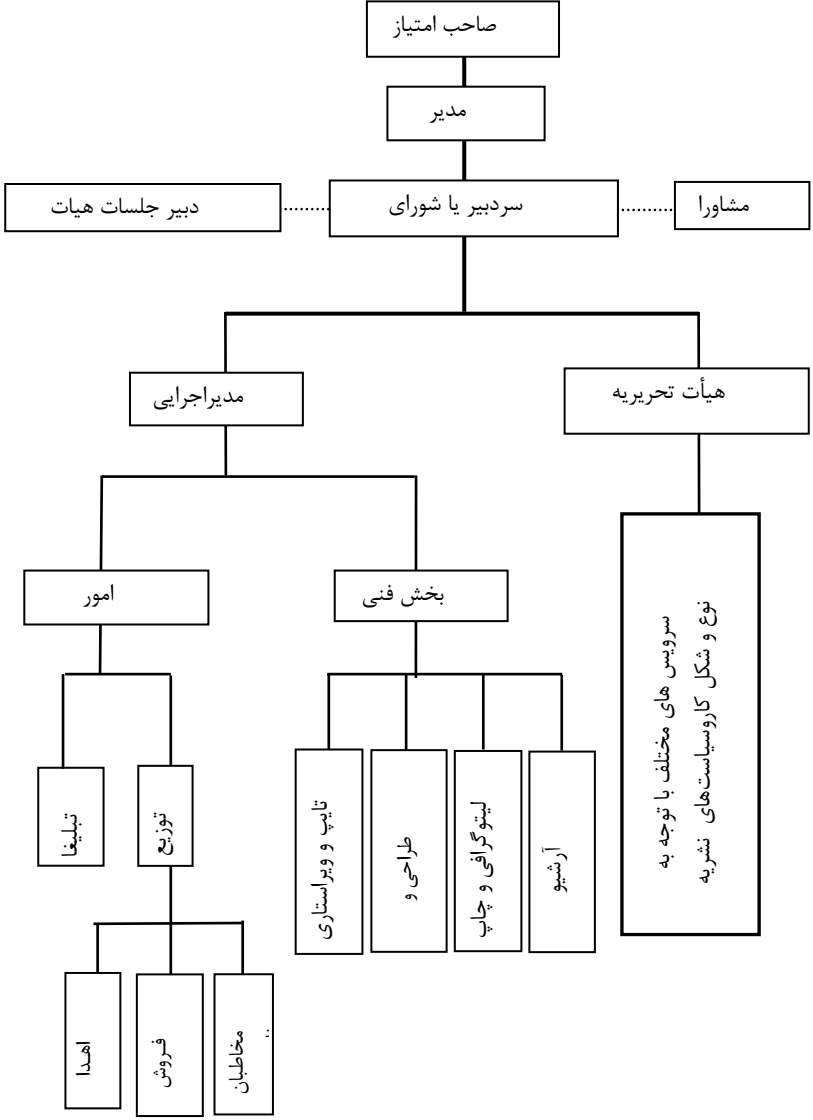 صاحب امتیاز
مدیر
مشاورا
سردبیر یا شورای
دبیر جلسات هیات
هیأت تحریریه
مدیراجرایی
بخش فنی
امور
سرویس های مختلف با توجه به
نوع و شکل کاروسیاست‌های نشریه
آرشیو
لیتوگرافی و چاپ
طراحی و
تایپ و ویراستاری
توزیع
تبلیغا
مخاطبان
فروش
اهدا